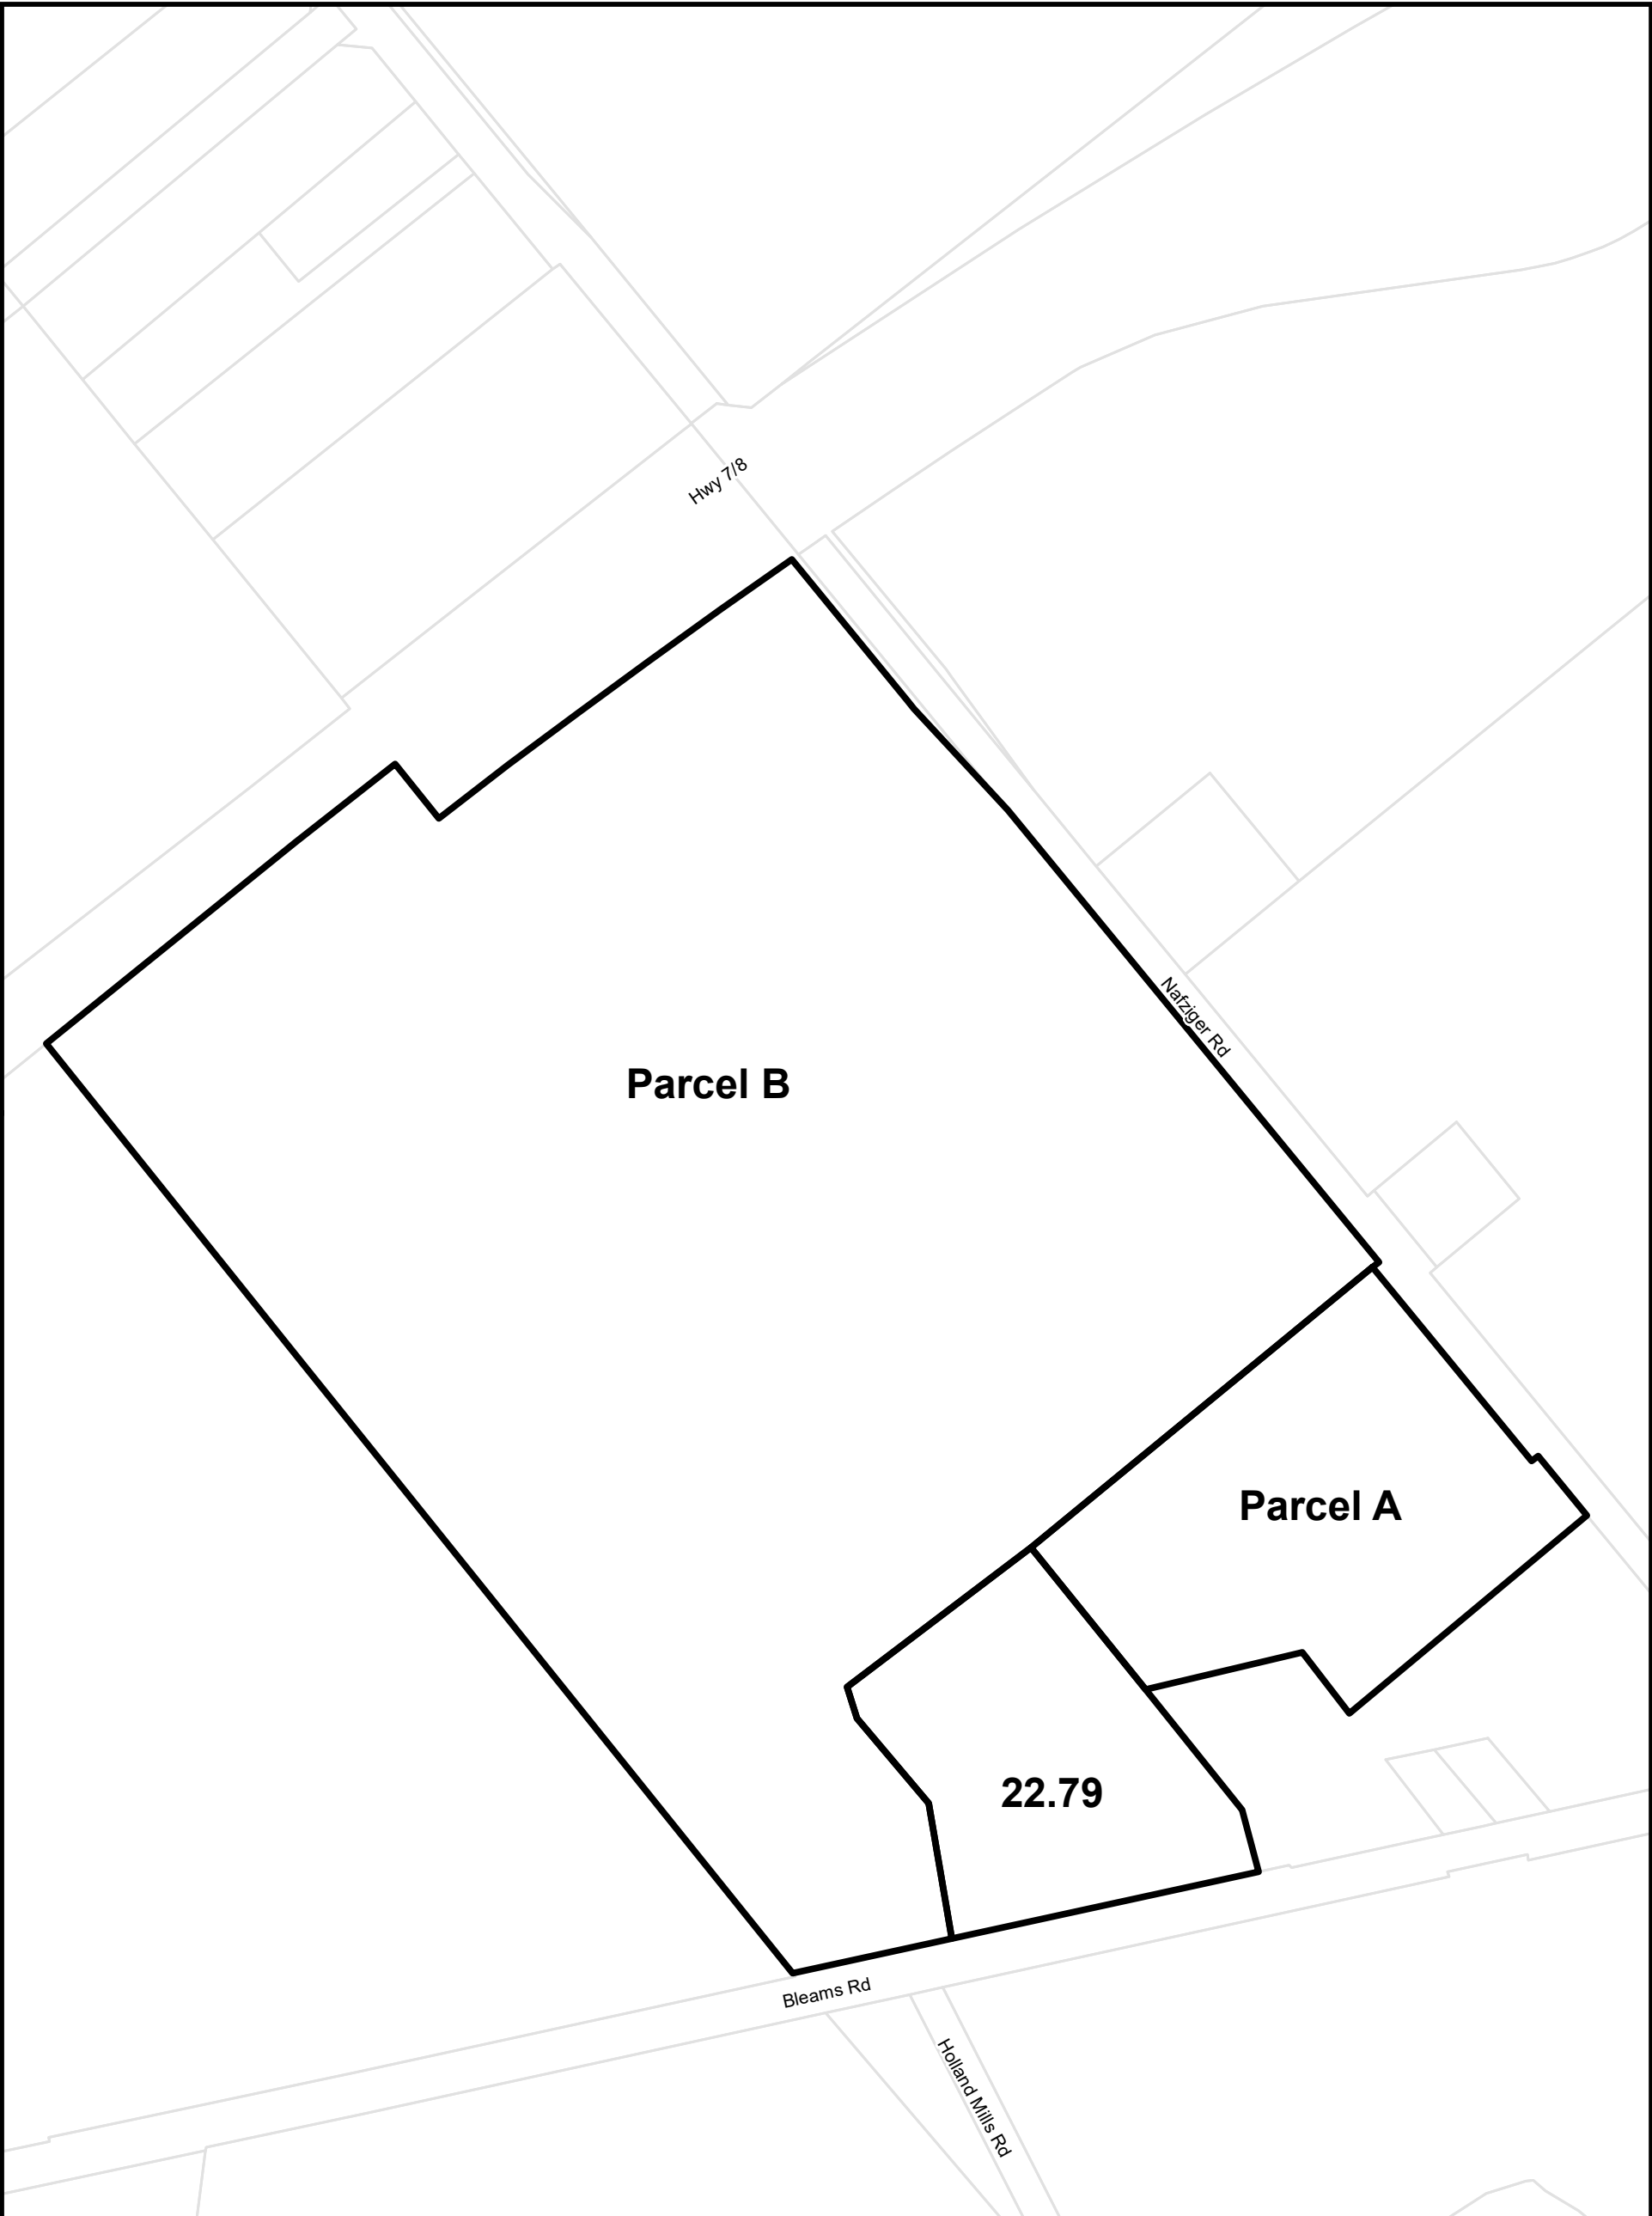 Hwy 7/8
Nafziger Rd
Parcel B
Parcel A
22.79
Bleams Rd
Holland Mills Rd